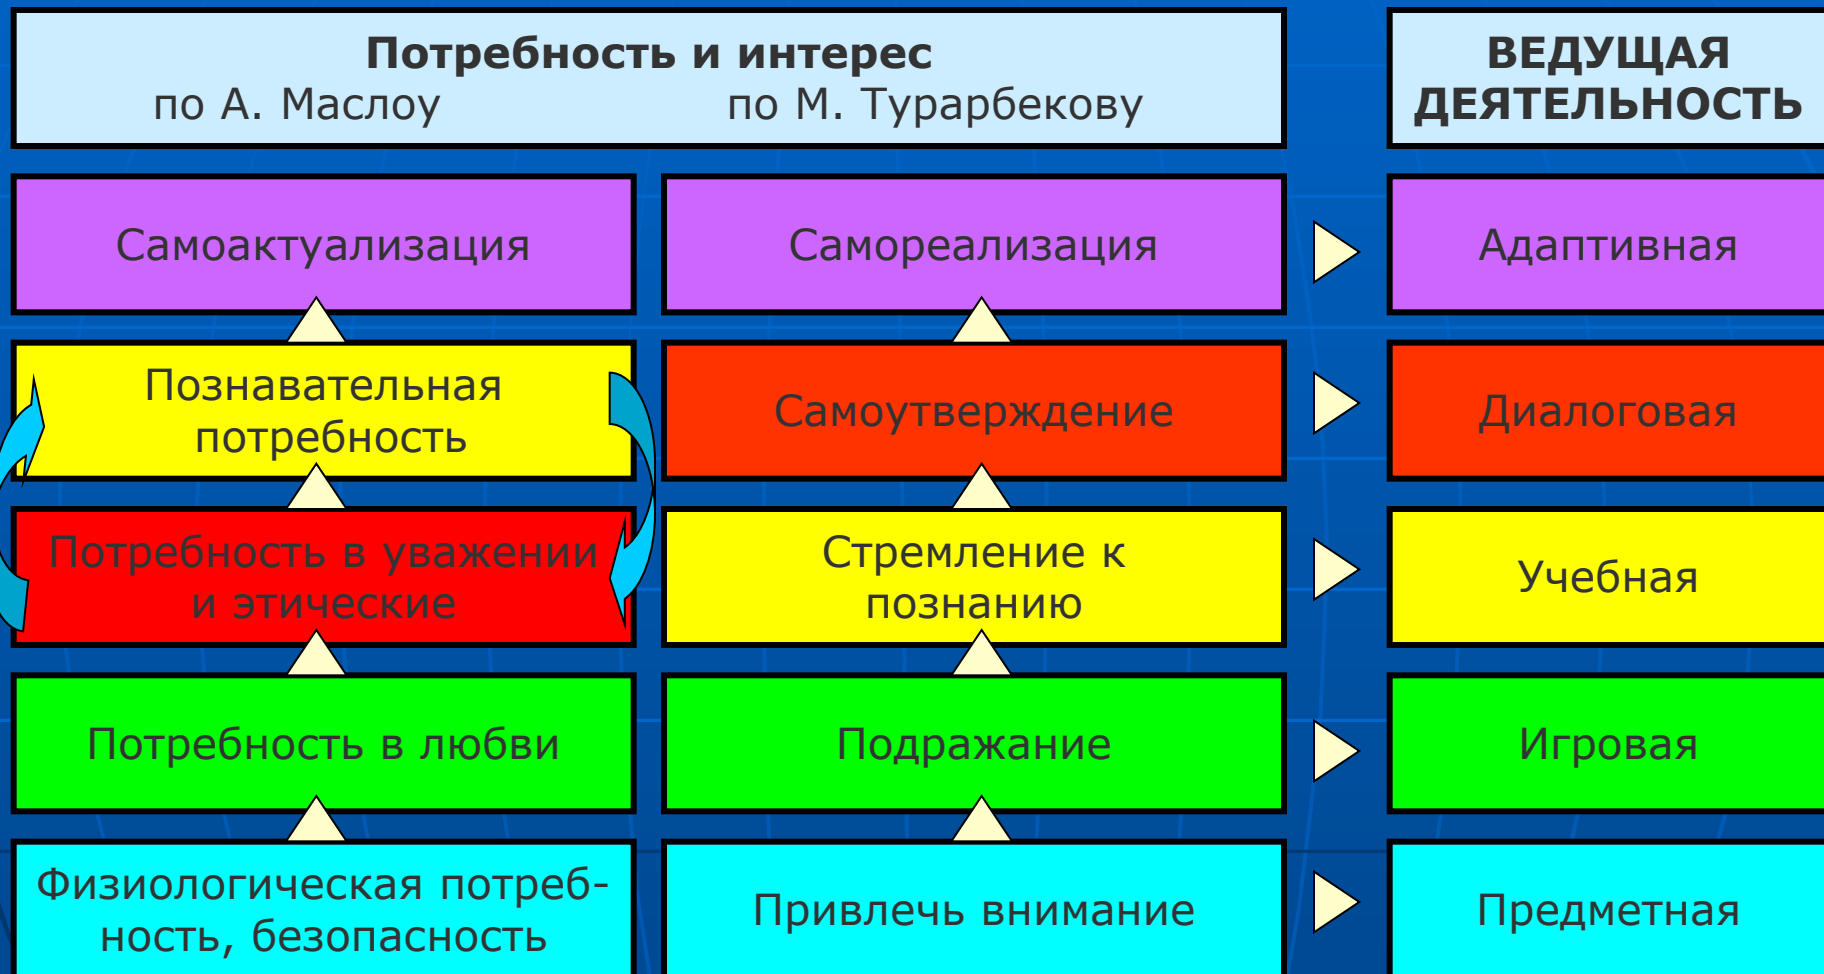 Потребность и интерес
по А. Маслоу по М. Турарбекову
ВЕДУЩАЯ
ДЕЯТЕЛЬНОСТЬ
Самоактуализация
Самореализация
Адаптивная
Познавательная
потребность
Самоутверждение
Диалоговая
Потребность в уважении
и этические
Стремление к
познанию
Учебная
Потребность в любви
Подражание
Игровая
Физиологическая потреб-
ность, безопасность
Привлечь внимание
Предметная